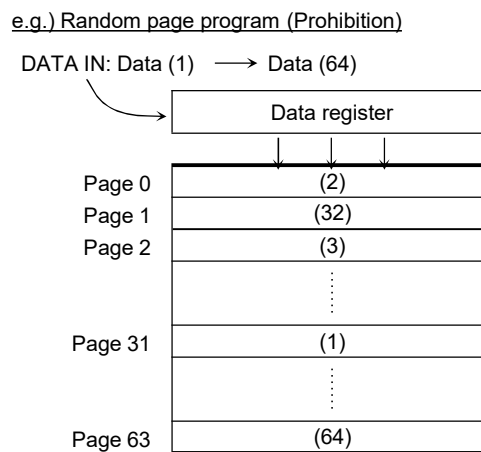 e.g.) Random page program (Prohibition)
DATA IN: Data (1) Data (64)
Data register
Page 0 (2)
Page 1 (32)
Page 2 (3)
Page 31 (1)
Page 63 (64)